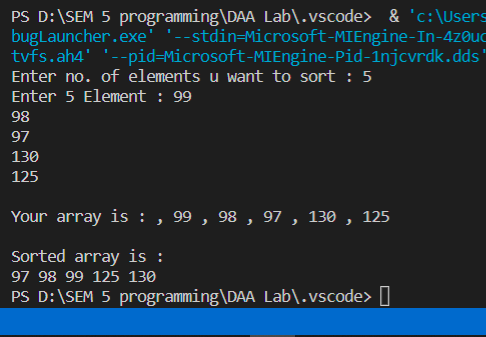 PS D:\SEM 5 programming\DAA Lab\.vscode>  & 'c:\Users
bugLauncher.exe' '--stdin=Microsoft-MIEngine-In-4z0uc
tvfs.ah4' '--pid=Microsoft-MIEngine-Pid-1njcvrdk.dds'
Enter no. of elements u want to sort : 5
Enter 5 Element : 99
98
97
130
125
Your array is : , 99 , 98 , 97 , 130 , 125
Sorted array is :
97 98 99 125 130
PS D:\SEM 5 programming\DAA Lab\.vscode>